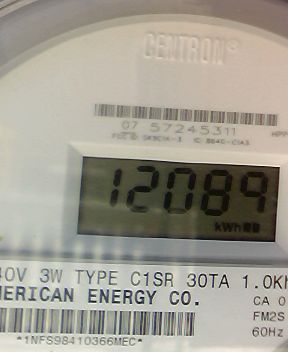 CENTRON®
07 57245311
12089
kWh
40V 3W TYPE C1SR 30TA 1.0Kh
MERICAN ENERGY CO.
CA 0
FM2S
60Hz
*1NFS98410366MEC*